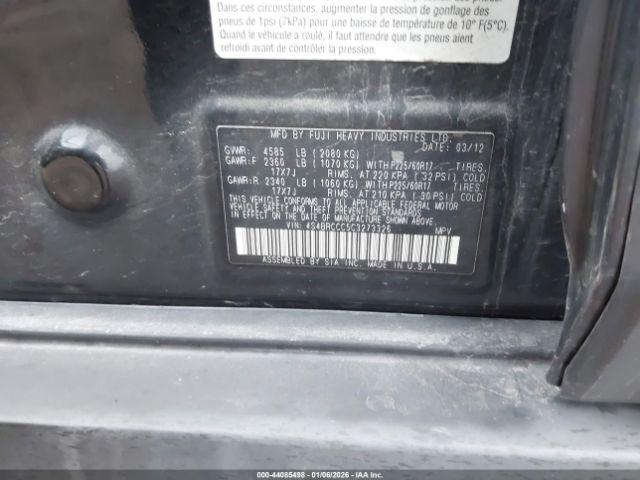 Dans ces circonstances, augmenter la pression de gonflage des
pneus de 1psi (7kPa) pour une baisse de température de 10° F(5°C).
Quand le véhicule a roulé, il faut attendre que les pneus aient
refroidi avant de contrôler la pression.
MFD BY FUJI HEAVY INDUSTRIES LTD.
DATE: 03/12
GVWR: 4585 LB (2080 KG)
GAWR:F 2360 LB (1070 KG) WITH P225/60R17 TIRES,
17X7J RIMS, AT 220 KPA (32 PSI) COLD
GAWR:R 2340 LB (1060 KG) WITH P225/60R17 TIRES,
17X7J RIMS, AT 210 KPA (30 PSI) COLD
THIS VEHICLE CONFORMS TO ALL APPLICABLE FEDERAL MOTOR
VEHICLE SAFETY, BUMPER, AND THEFT PREVENTION STANDARDS
IN EFFECT ON THE DATE OF MANUFACTURE SHOWN ABOVE.
VIN: 4S4BRCCC5C3273326 MPV
ASSEMBLED BY SIA INC. MADE IN U.S.A.
000-44085498 - 01/06/2026 - IAAI.com